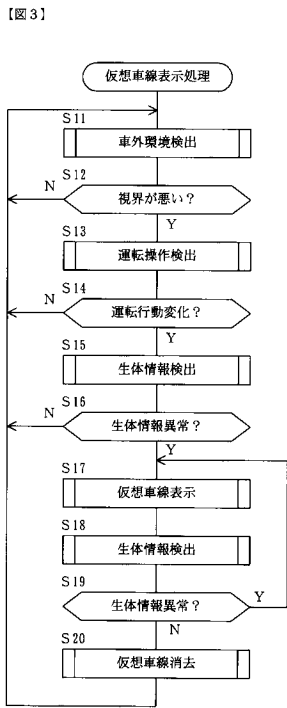 【図3】
仮想車線表示処理
S11
車外環境検出
S12
N
視界が悪い？
Y
S13
運転操作検出
S14
N
運転行動変化？
Y
S15
生体情報検出
S16
N
生体情報異常？
Y
S17
仮想車線表示
S18
生体情報検出
S19
生体情報異常？
Y
N
S20
仮想車線消去